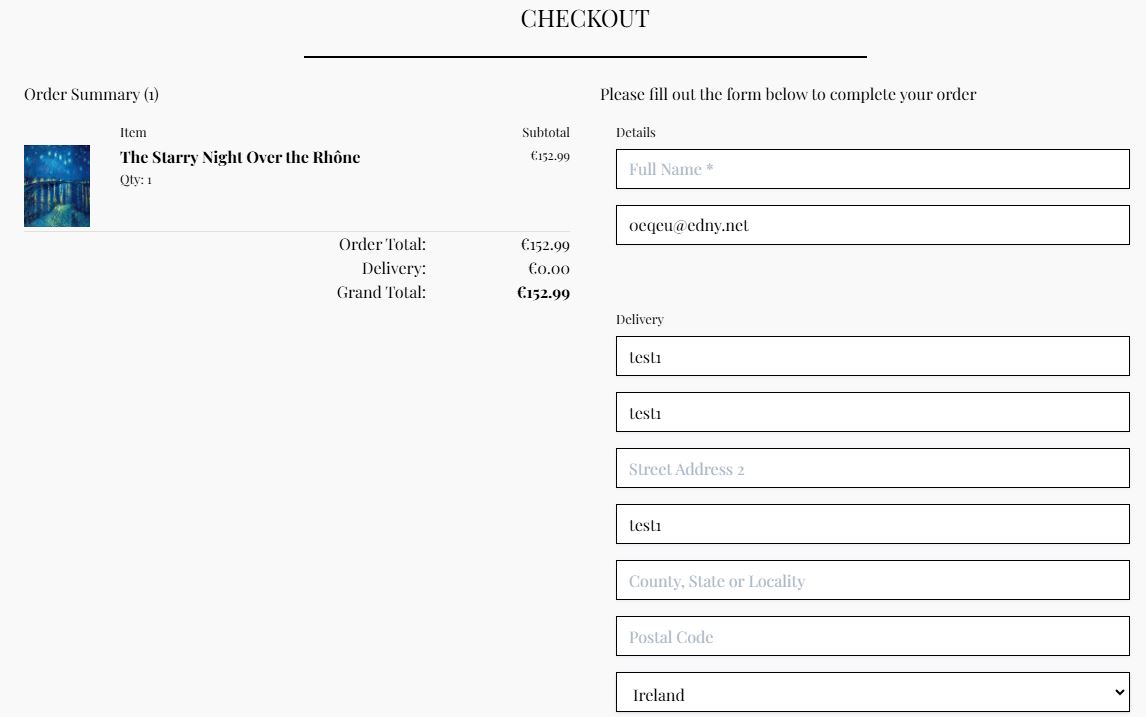 CHECKOUT
Order Summary (1)
Item Subtotal
The Starry Night Over the Rhône €152.99
Qty: 1
Order Total: €152.99
Delivery: €0.00
Grand Total: €152.99
Please fill out the form below to complete your order
Details
Full Name *
oeqeu@edny.net
Delivery
test1
test1
Street Address 2
test1
County, State or Locality
Postal Code
Ireland